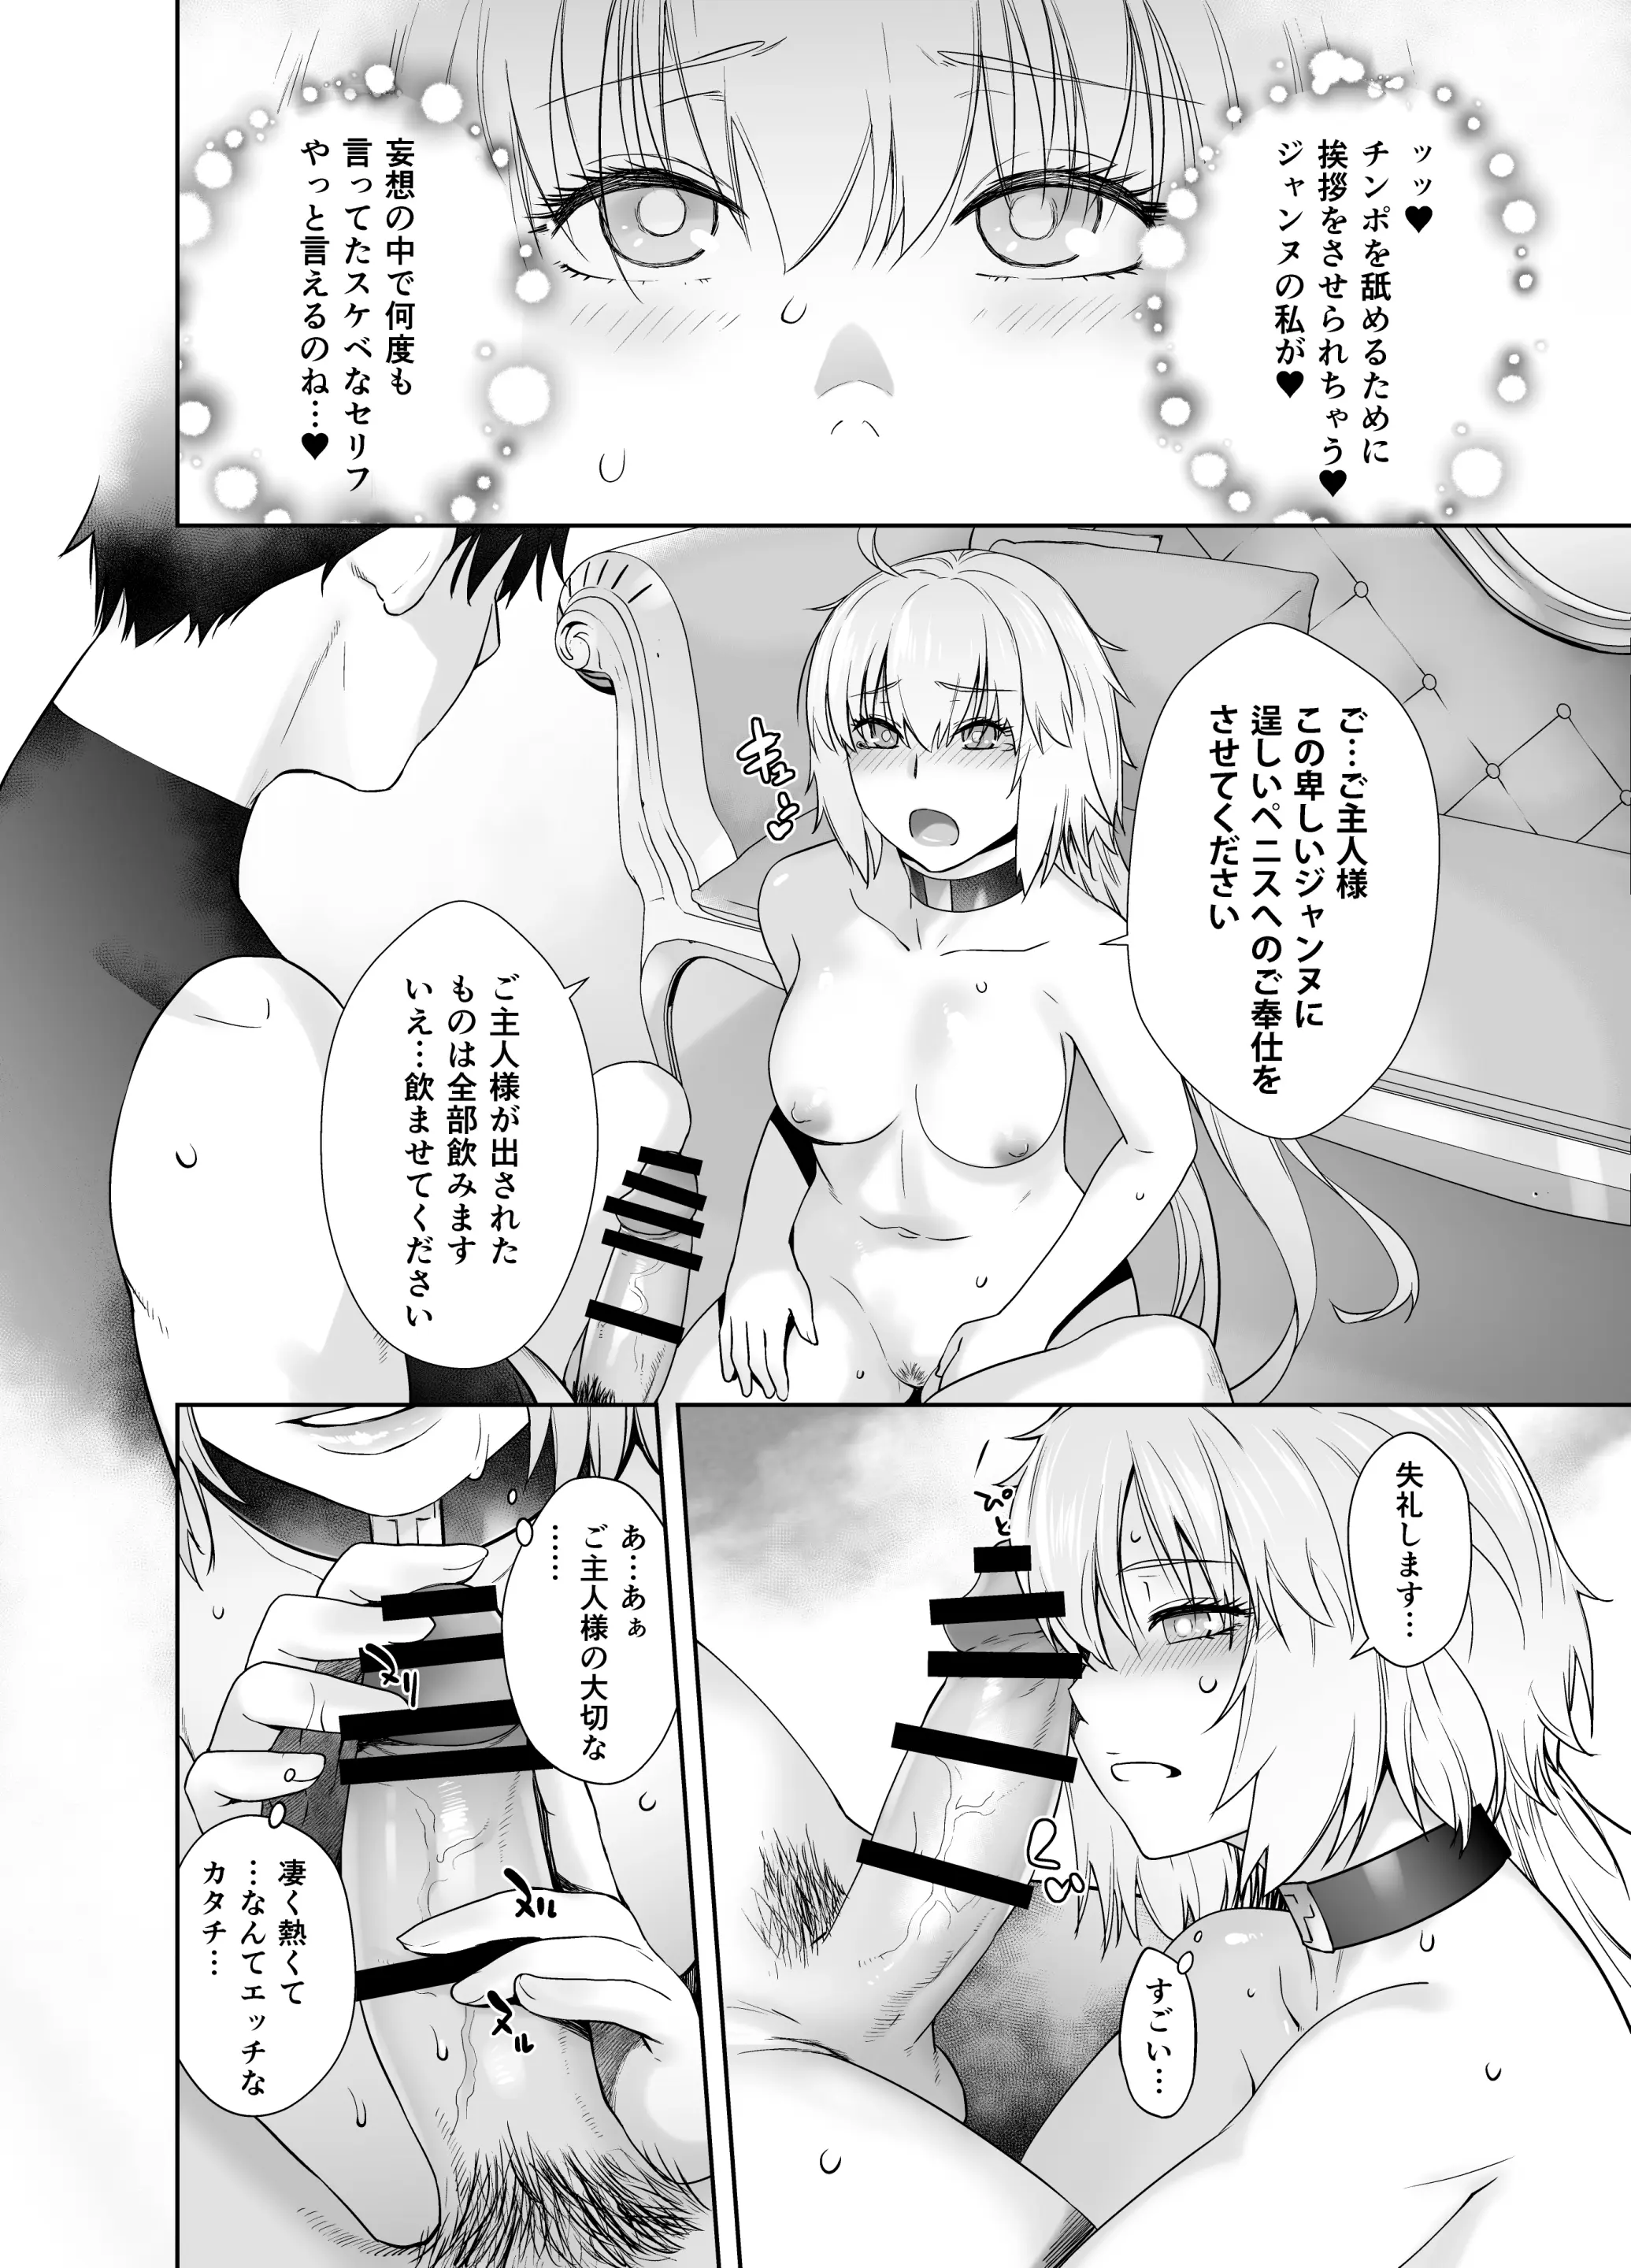 ッッ♥
チンポを舐めるために
挨拶をさせられちゃう♥
ジャンヌの私が♥
妄想の中で何度も
言ってたスケベなセリフ
やっと言えるのね…♥
ご…ご主人様
この卑しいジャンヌに
逞しいペニスへのご奉仕を
させてください
キュ
ご主人様が出された
ものは全部飲みます
いえ…飲ませてください
失礼します…
ぴと
すごい…
あ…あぁ
ご主人様の大切な
……
ヌリ
ヌル
ヌル
凄く熱くて
…なんてエッチな
カタチ…